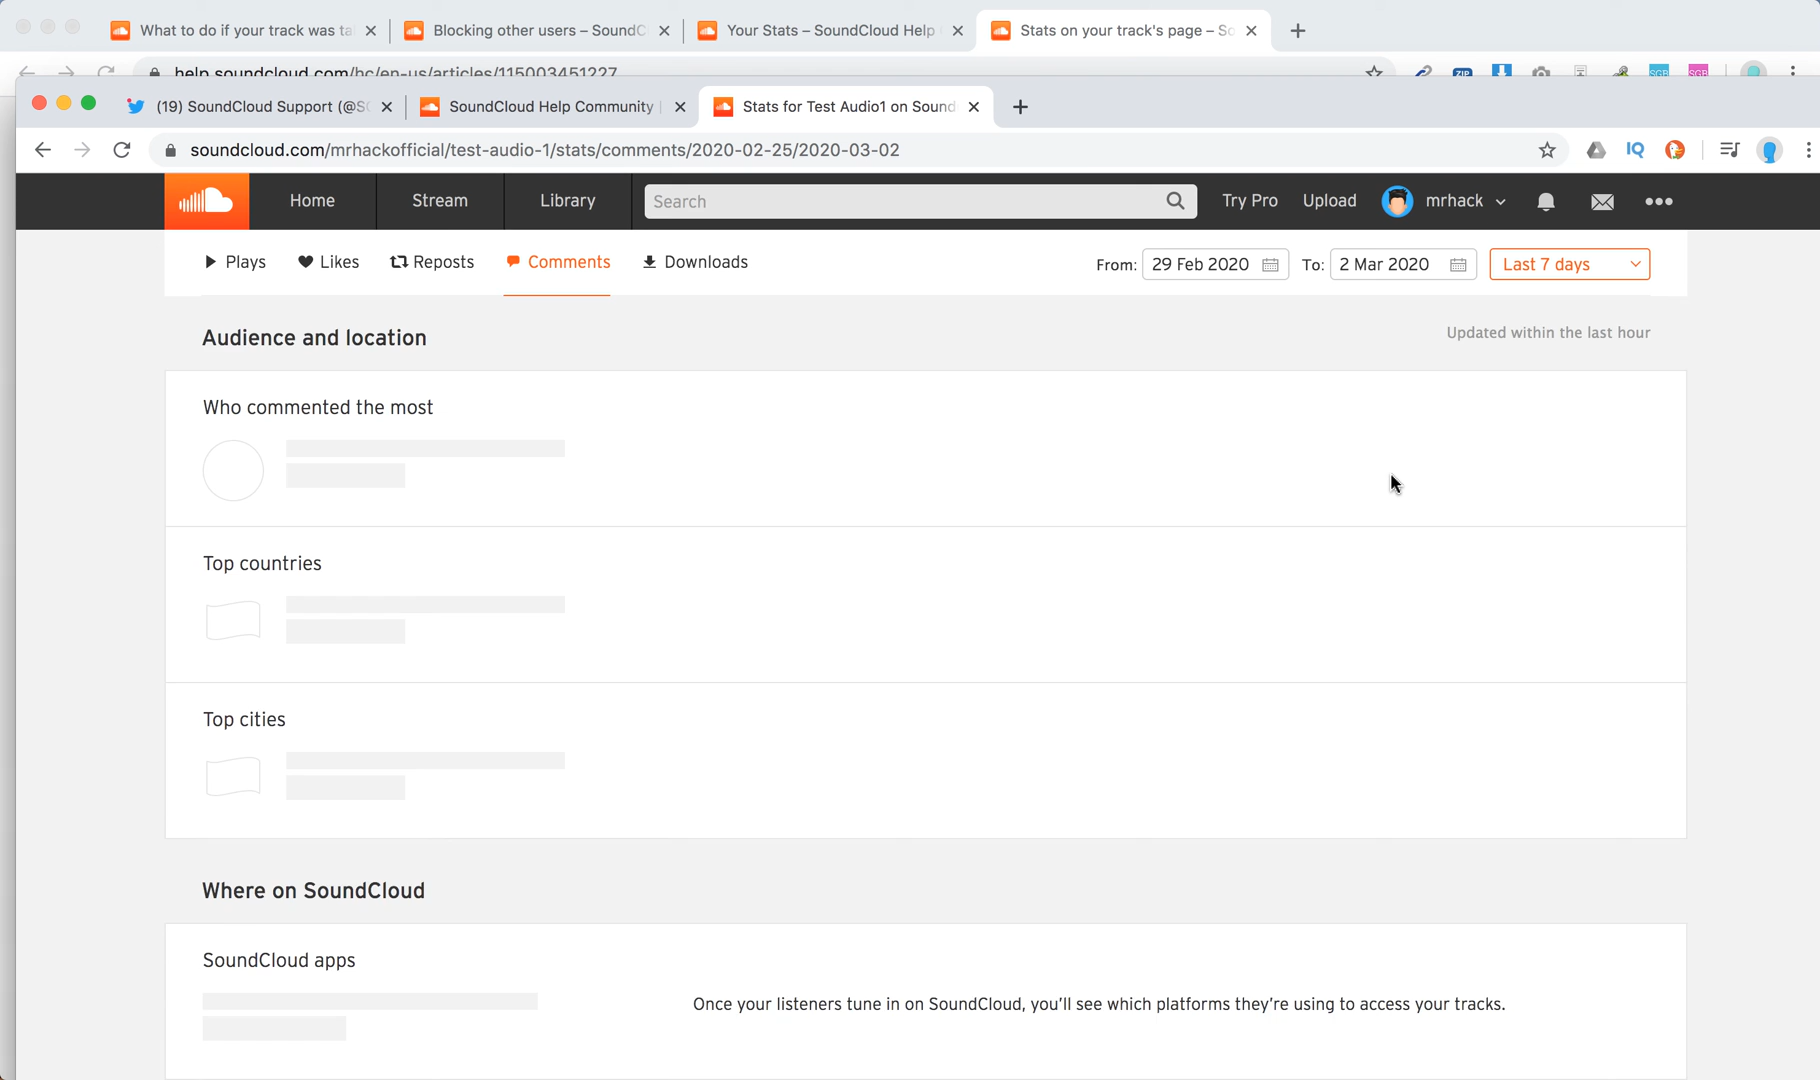 What to do if your track was ta
Blocking other users – SoundC
Your Stats – SoundCloud Help
Stats on your track's page – So
help.soundcloud.com/hc/en-us/articles/115003451227
ZIP
SGB
SGB
(19) SoundCloud Support (@SC
SoundCloud Help Community |
Stats for Test Audio1 on Sound
soundcloud.com/mrhackofficial/test-audio-1/stats/comments/2020-02-25/2020-03-02
IQ
Home
Stream
Library
Search
Try Pro
Upload
mrhack
Plays
Likes
Reposts
Comments
Downloads
From: 29 Feb 2020
To: 2 Mar 2020
Last 7 days
Audience and location
Updated within the last hour
Who commented the most
Top countries
Top cities
Where on SoundCloud
SoundCloud apps
Once your listeners tune in on SoundCloud, you'll see which platforms they're using to access your tracks.